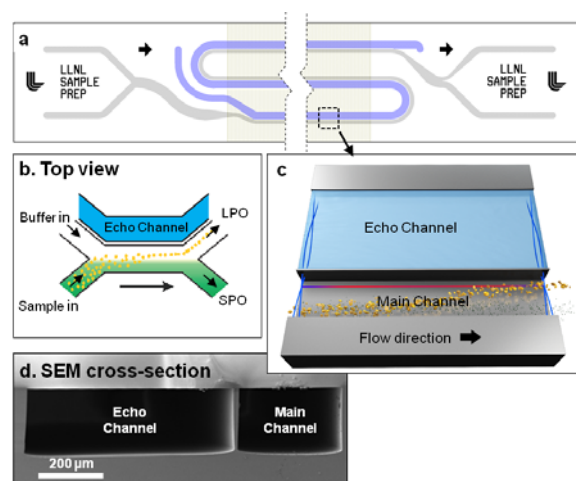 a
LLNL
SAMPLE
PREP
LLNL
SAMPLE
PREP
b. Top view
LPO
Buffer in
Echo Channel
Sample in
SPO
c
Echo Channel
Main Channel
Flow direction
d. SEM cross-section
Echo
Channel
Main
Channel
200 µm